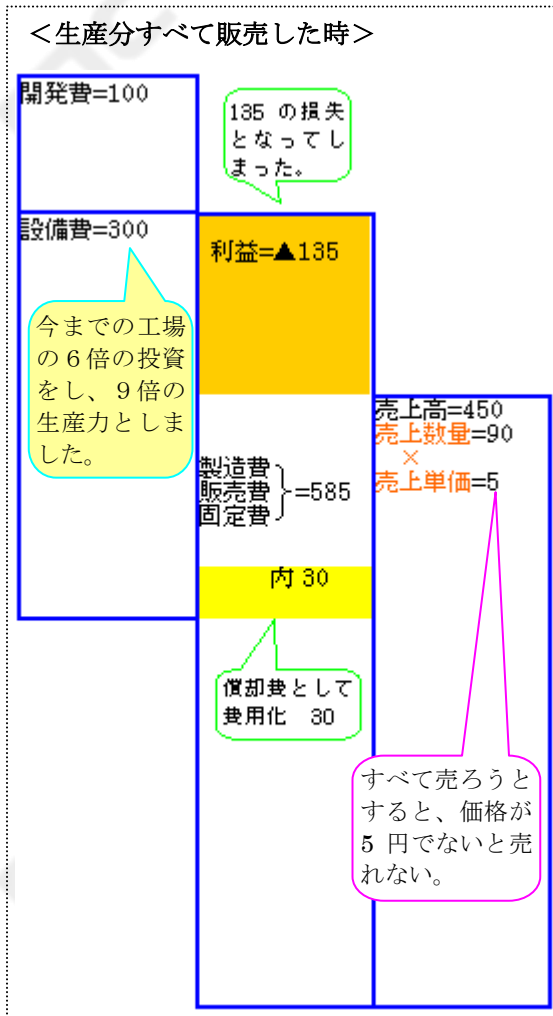 ＜生産分すべて販売した時＞
開発費=100
135 の損失
となってし
まった。
設備費=300
利益=▲135
今までの工場
の６倍の投資
をし、９倍の
生産力としま
した。
売上高=450
売上数量=90
×
売上単価=5
製造費
販売費 =585
固定費
内 30
償却費として
費用化　30
すべて売ろうと
すると、価格が
5 円でないと売
れない。